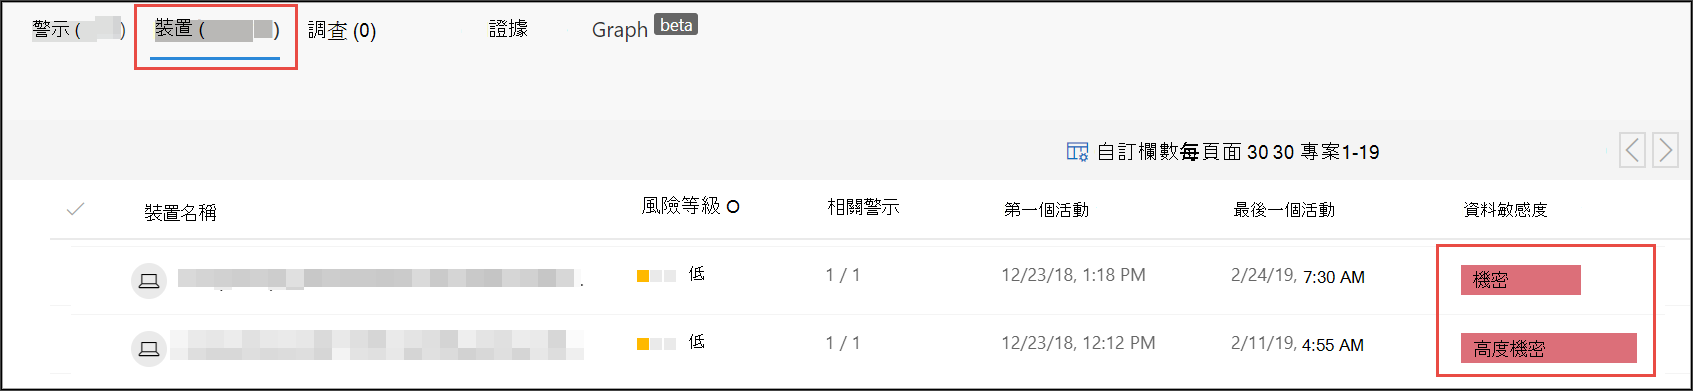 警示 ( )
裝置 ( )
調查 (0)
證據
Graph beta
自訂欄數每頁面 30 30 專案1-19
裝置名稱 風險等級 O 相關警示 第一個活動 最後一個活動 資料敏感度
低 1 / 1 12/23/18, 1:18 PM 2/24/19, 7:30 AM 機密
低 1 / 1 12/23/18, 12:12 PM 2/11/19, 4:55 AM 高度機密